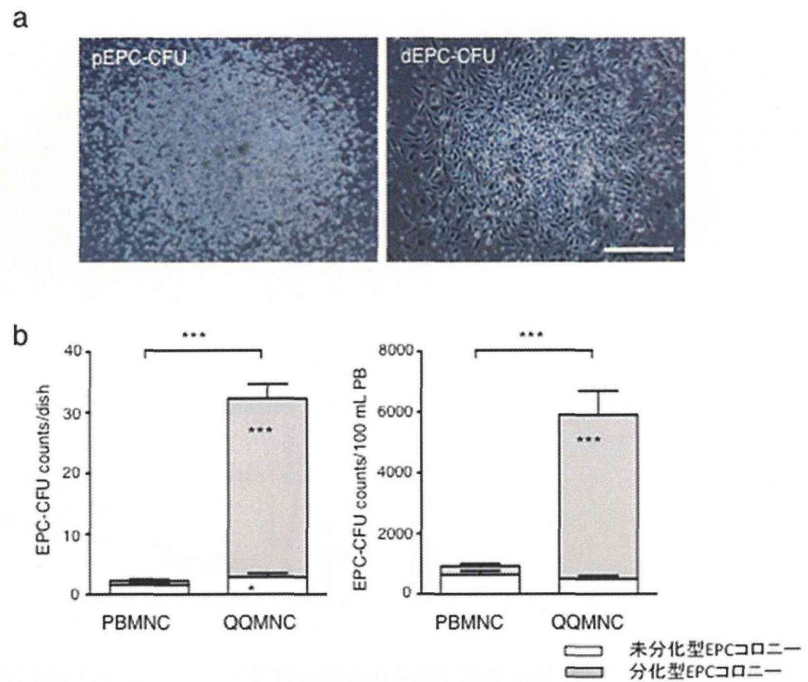 a
pEPC-CFU
dEPC-CFU
b
***
40
30
20
10
0
EPC-CFU counts/dish
***
*
PBMNC
QQMNC
***
8000
6000
4000
2000
0
EPC-CFU counts/100 mL PB
***
PBMNC
QQMNC
未分化型EPCコロニー
分化型EPCコロニー